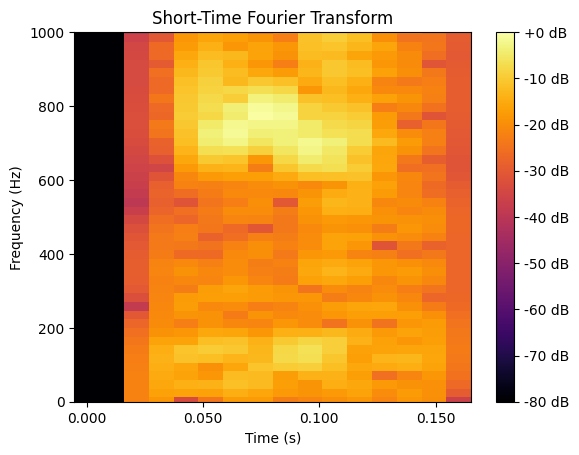 Short-Time Fourier Transform
Frequency (Hz)
1000
800
600
400
200
0
0.000
0.050
0.100
0.150
Time (s)
+0 dB
-10 dB
-20 dB
-30 dB
-40 dB
-50 dB
-60 dB
-70 dB
-80 dB